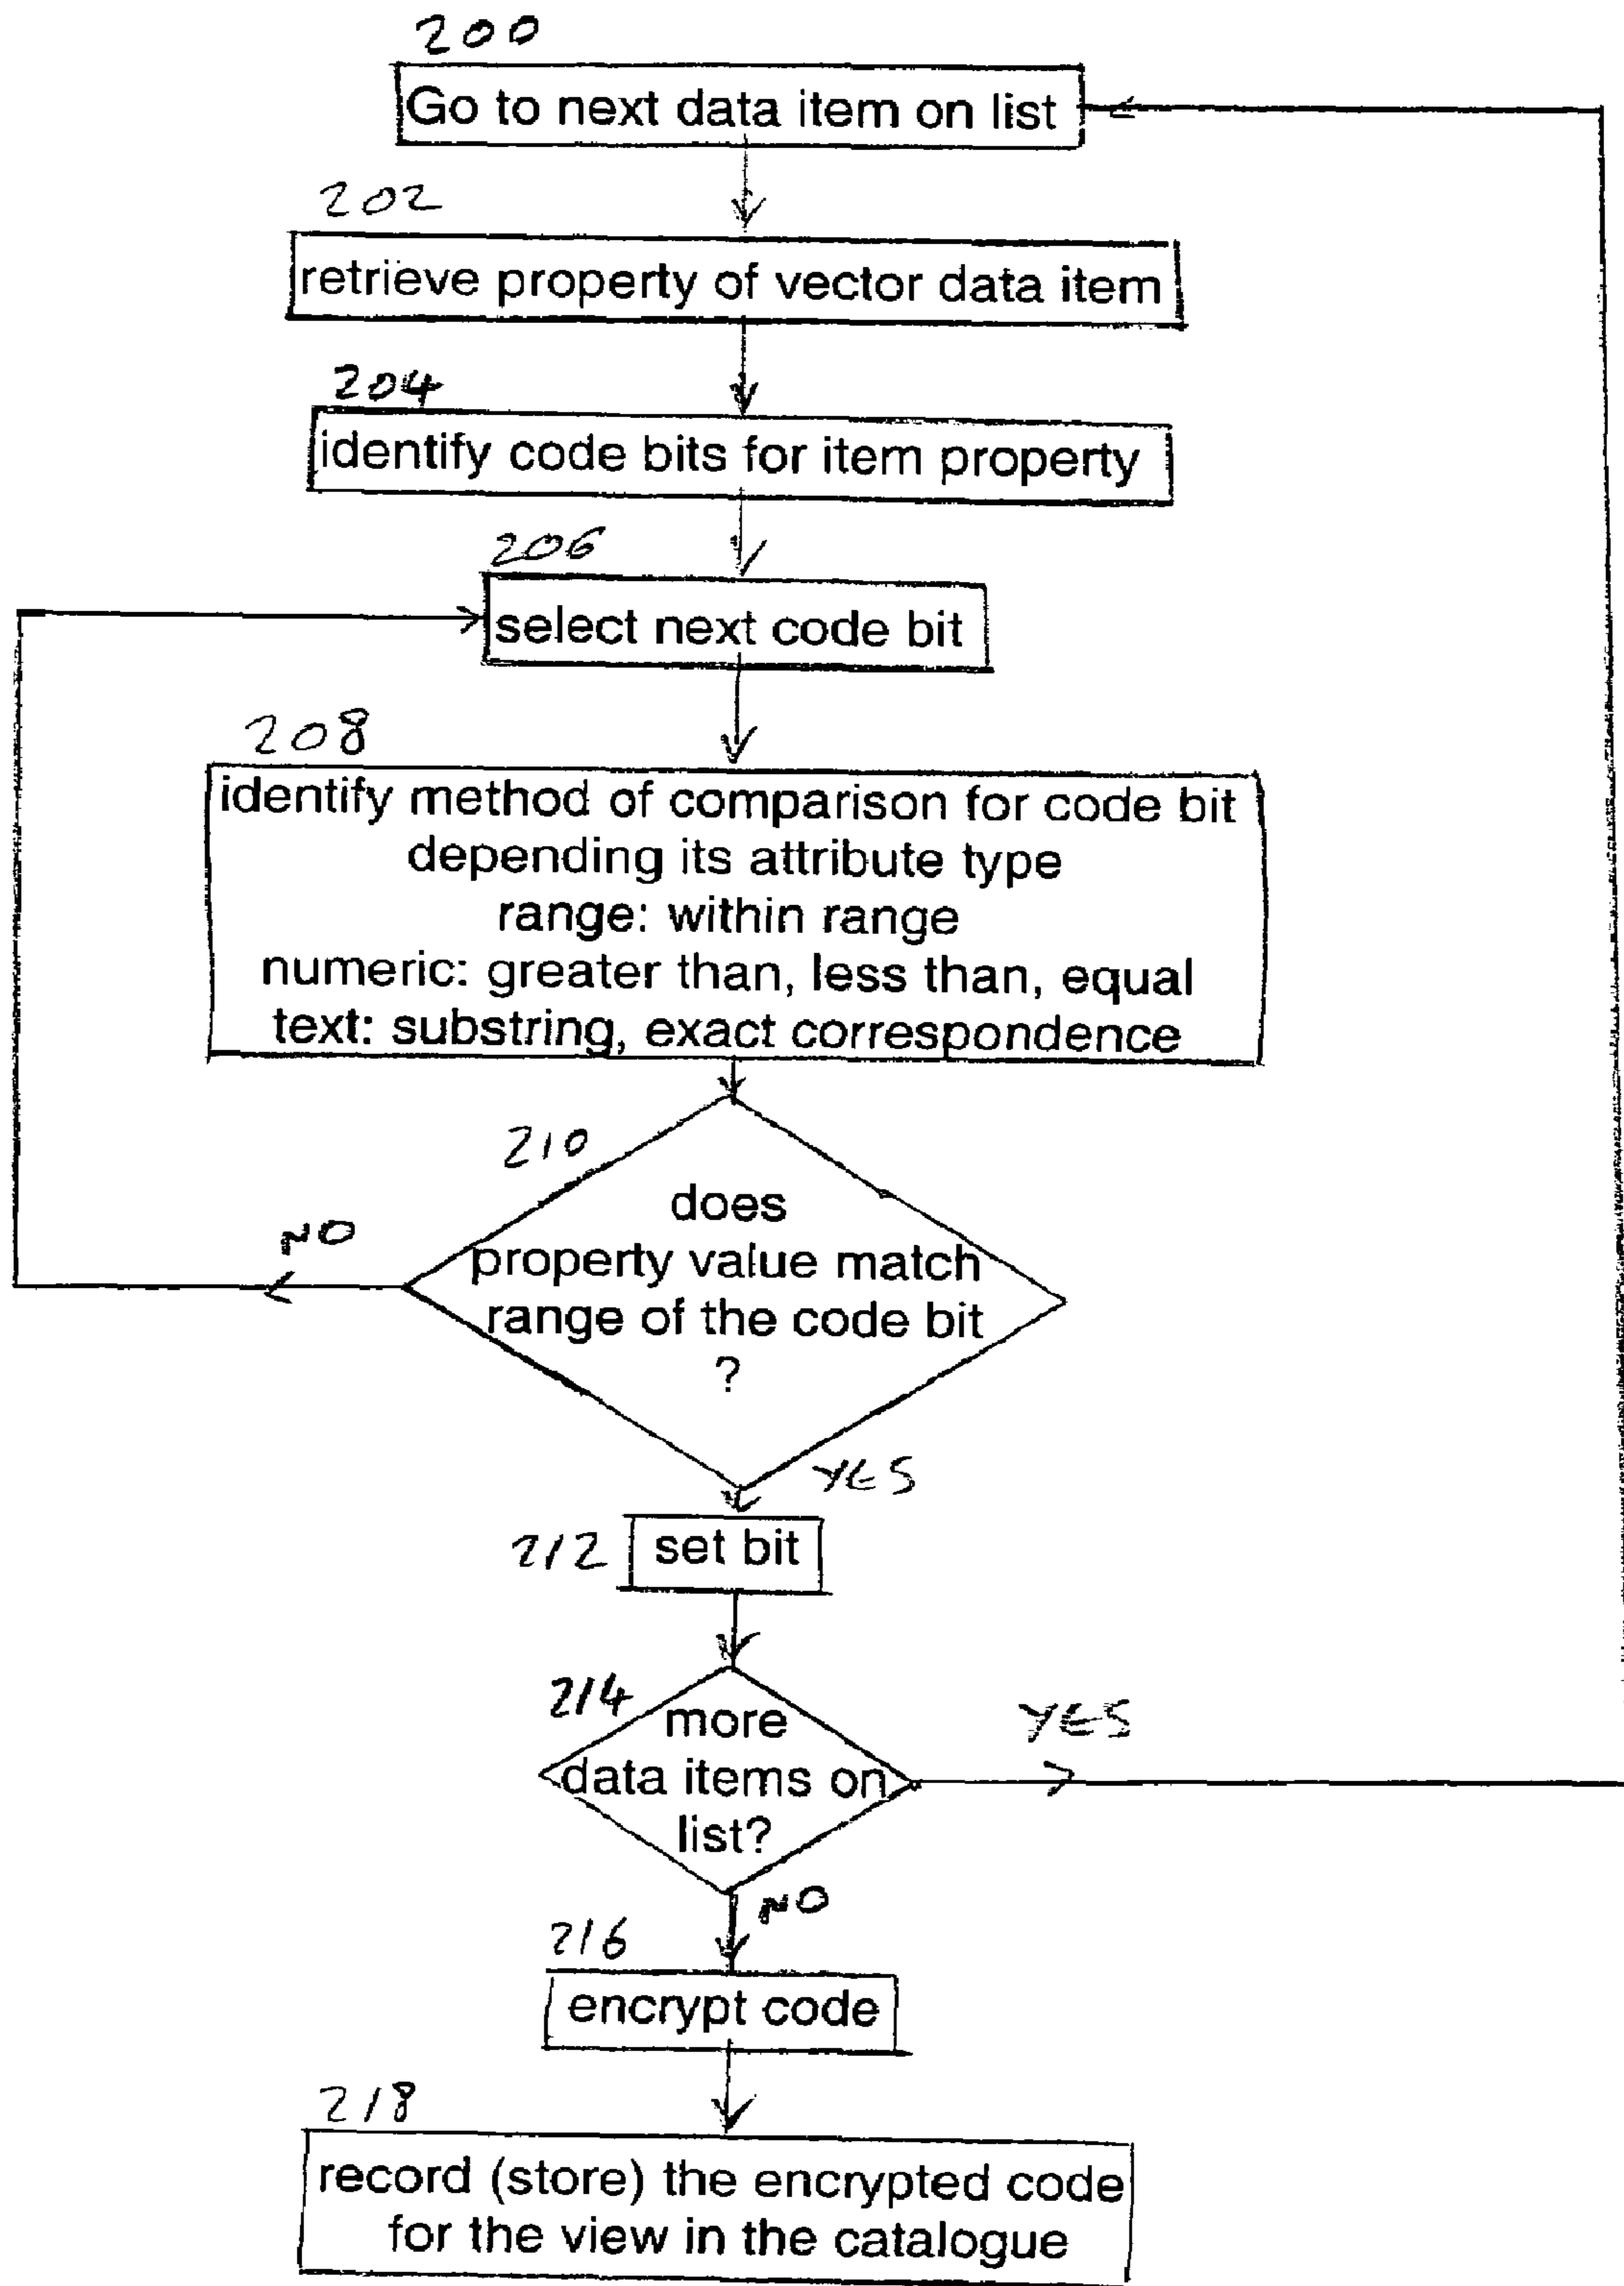 200
Go to next data item on list
202
retrieve property of vector data item
204
identify code bits for item property
206
select next code bit
208
identify method of comparison for code bit
depending its attribute type
range: within range
numeric: greater than, less than, equal
text: substring, exact correspondence
210
does
property value match
range of the code bit
?
NO
YES
212
set bit
214
more
data items on
list?
YES
NO
216
encrypt code
218
record (store) the encrypted code
for the view in the catalogue